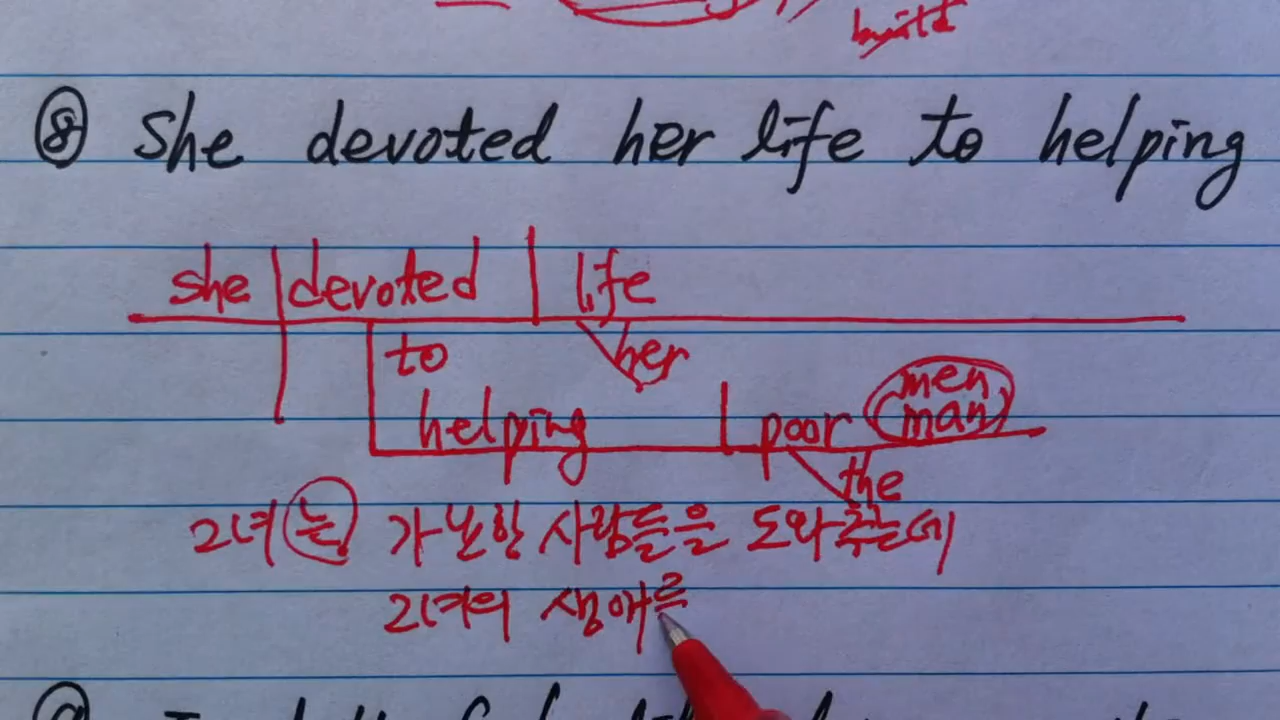 build
⑧ She devoted her life to helping
she devoted life
to her
men
helping poor man
the
그녀는 가난한 사람들을 도와주는데
그녀의 생애를